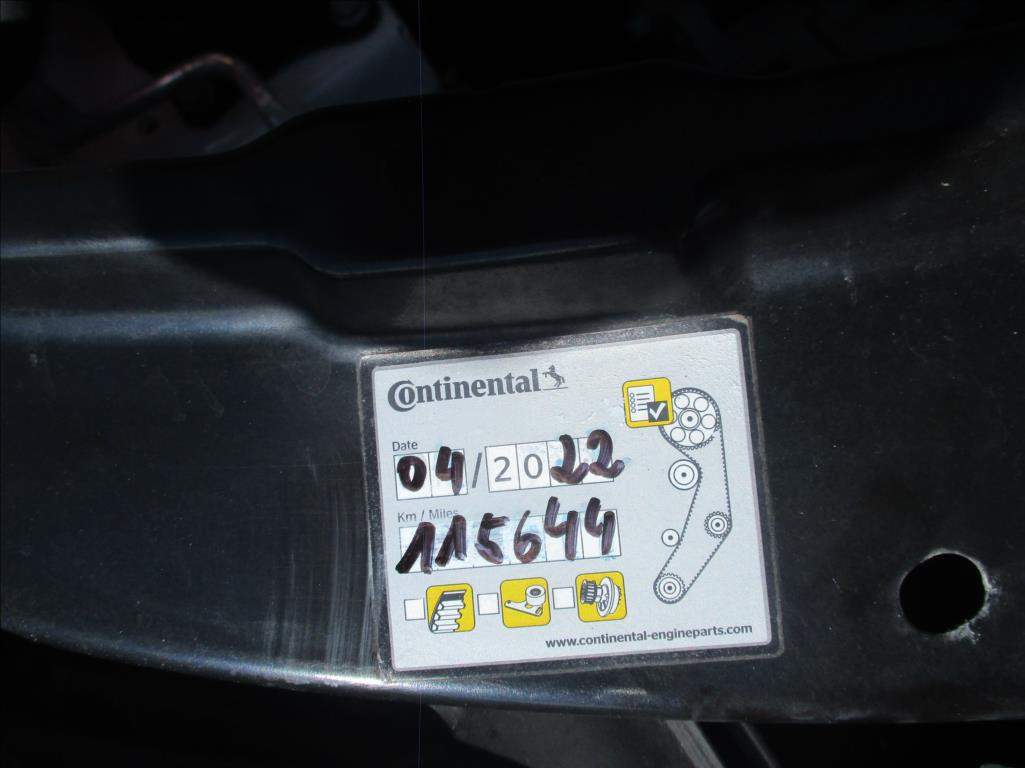 Continental
Date
04/2022
Km / Miles
115644
www.continental-engineparts.com